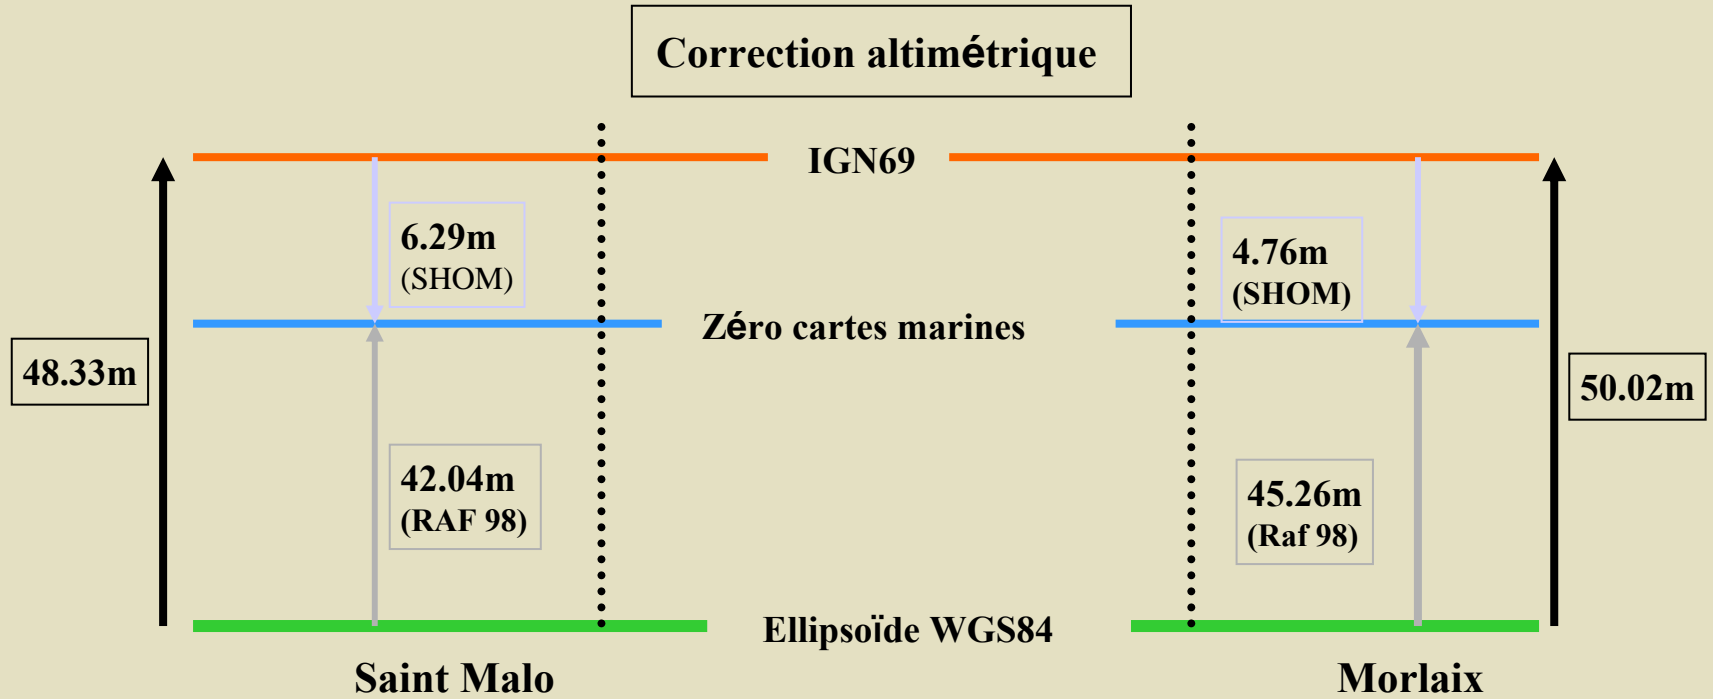 Correction altimétrique
IGN69
6.29m
(SHOM)
4.76m
(SHOM)
Zéro cartes marines
48.33m
50.02m
42.04m
(RAF 98)
45.26m
(Raf 98)
Ellipsoïde WGS84
Saint Malo
Morlaix